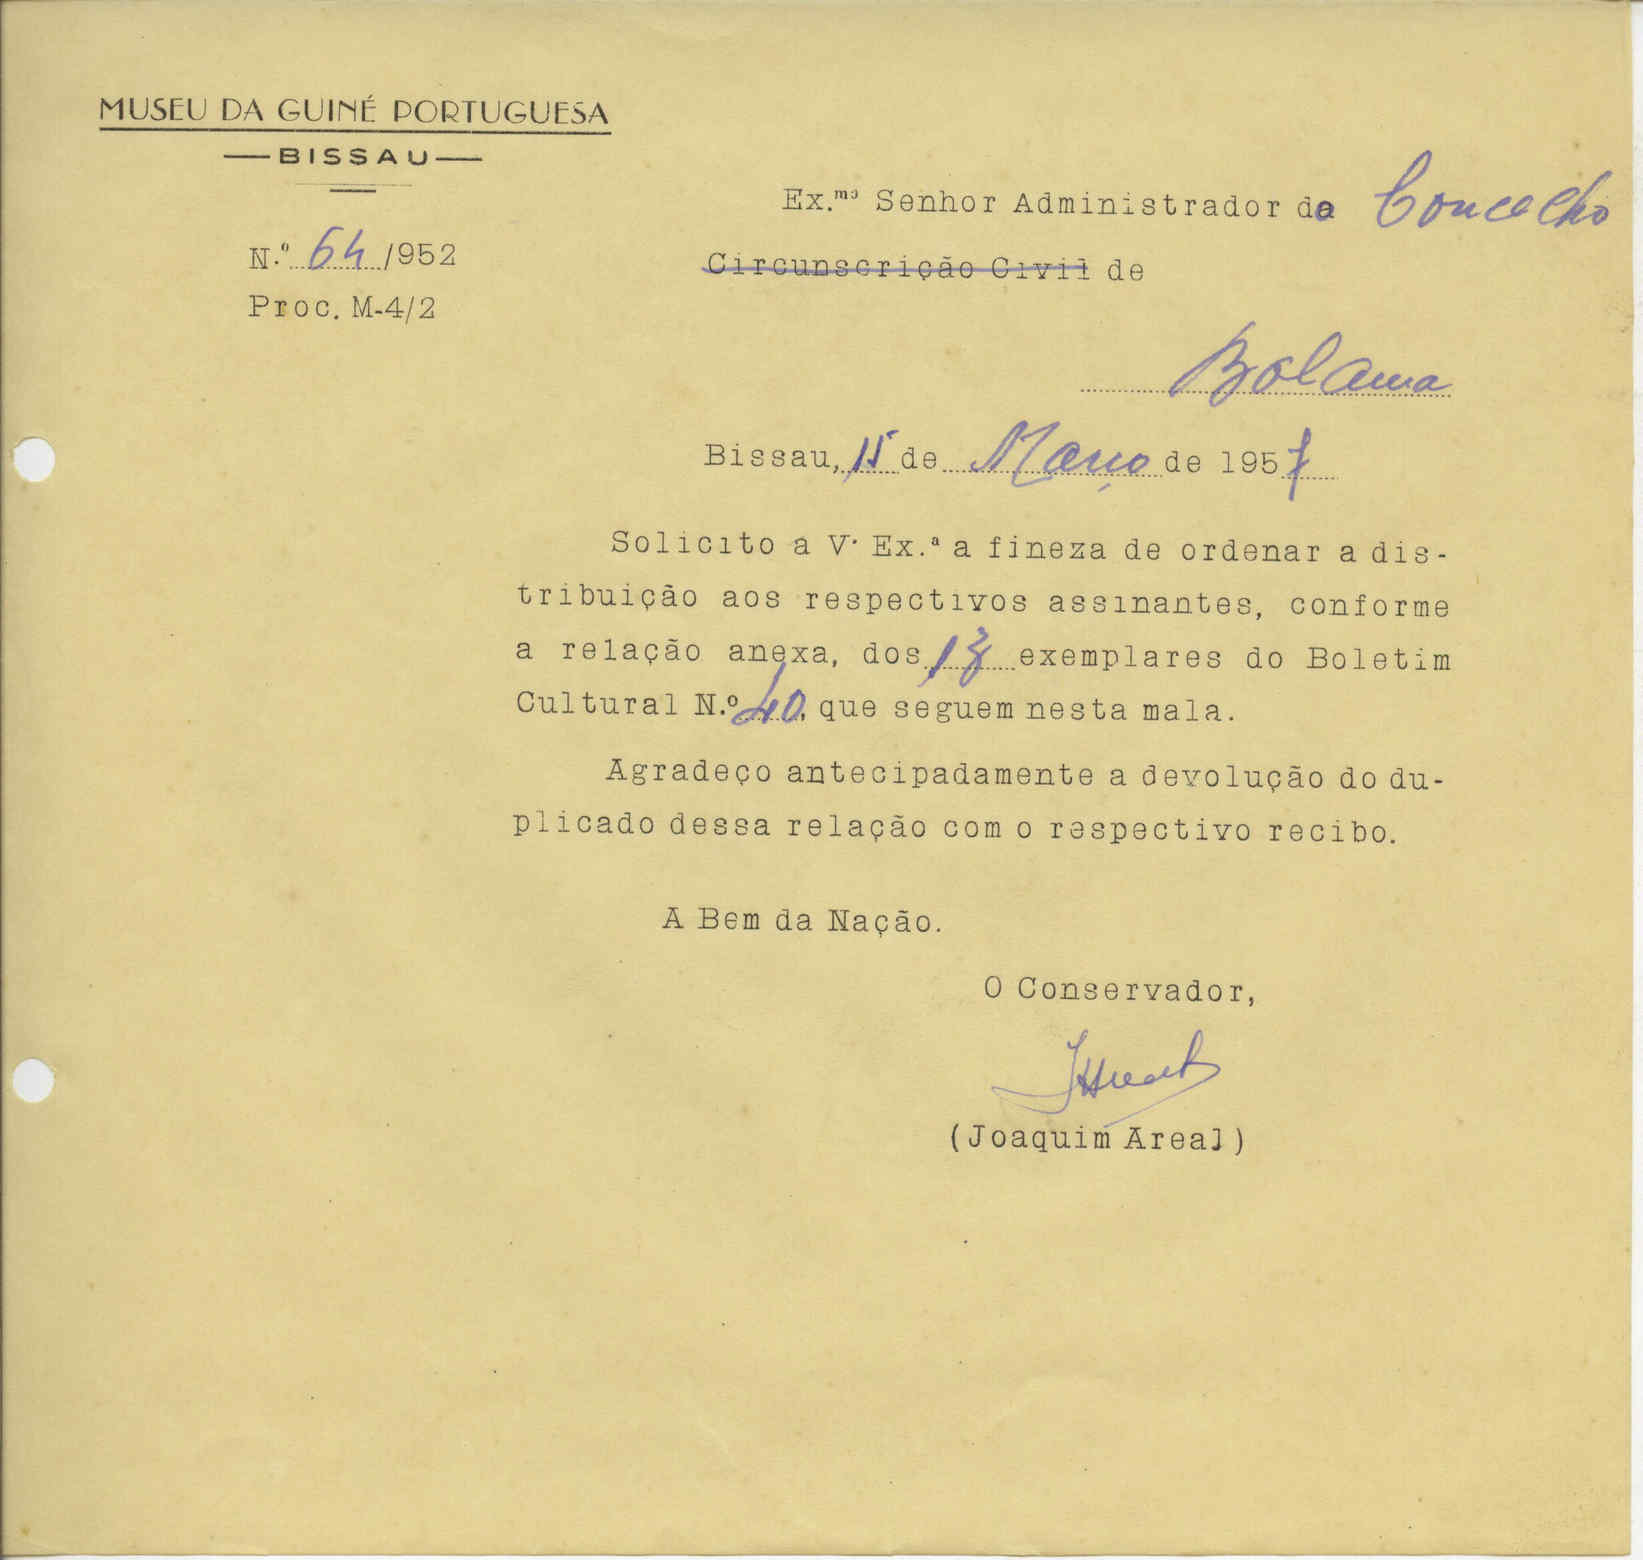 MUSEU DA GUINÉ PORTUGUESA
—BISSAU—
Ex.mo Senhor Administrador do Concelho
N.º 64/952
Circunscrição Civil de
Proc. M-4/2
Bolama
Bissau, 15 de Março de 1957
Solicito a V. Ex.ª a fineza de ordenar a dis-
tribuição aos respectivos assinantes, conforme
a relação anexa, dos exemplares do Boletim
Cultural N.º 40, que seguem nesta mala.
Agradeço antecipadamente a devolução do du-
plicado dessa relação com o respectivo recibo.
A Bem da Nação.
O Conservador,
(Joaquim Areal)